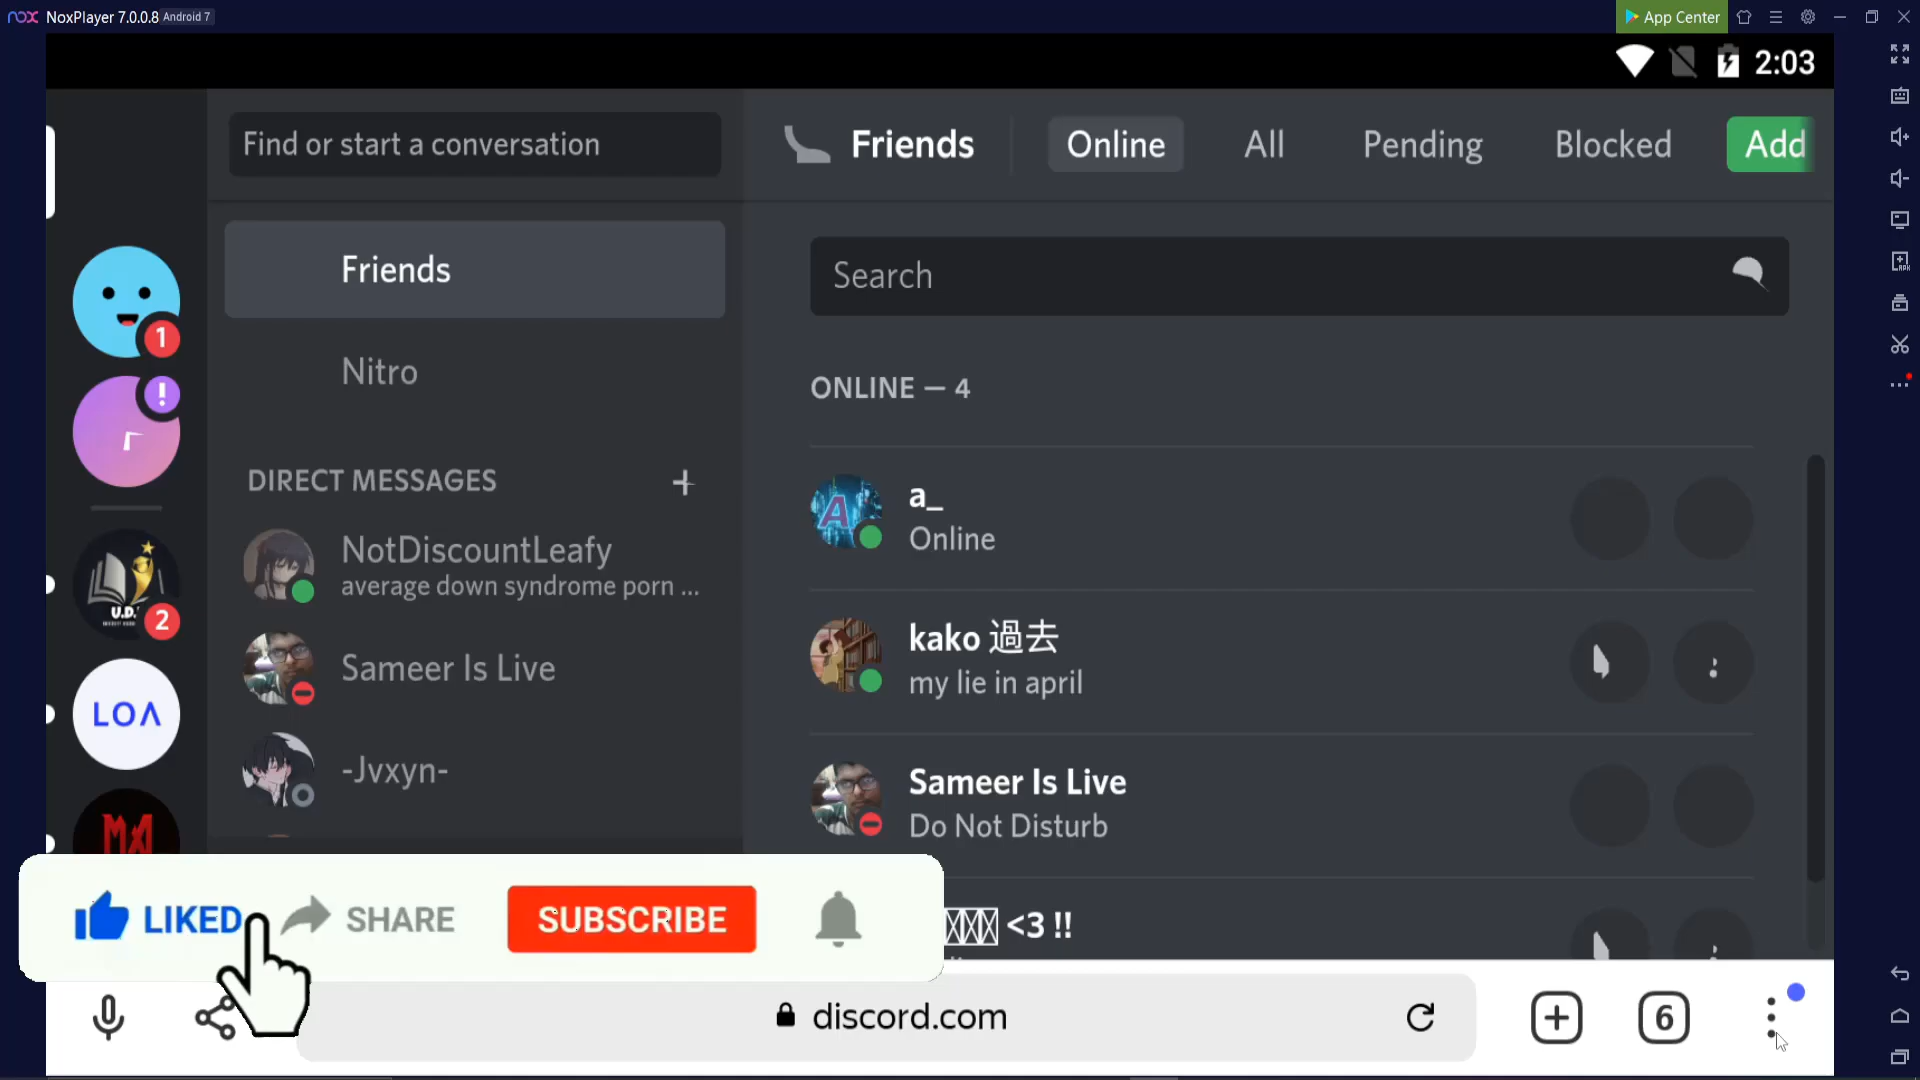 nox NoxPlayer 7.0.0.8 Android 7
App Center
2:03
Find or start a conversation
Friends
Online
All
Pending
Blocked
Add
Friends
Search
1
Nitro
ONLINE — 4
!
DIRECT MESSAGES
a_
Online
NotDiscountLeafy
average down syndrome porn ...
U.D.
2
kako 過去
my lie in april
Sameer Is Live
LOA
-Jvxyn-
Sameer Is Live
Do Not Disturb
LIKED
SHARE
SUBSCRIBE
<3 !!
discord.com
6